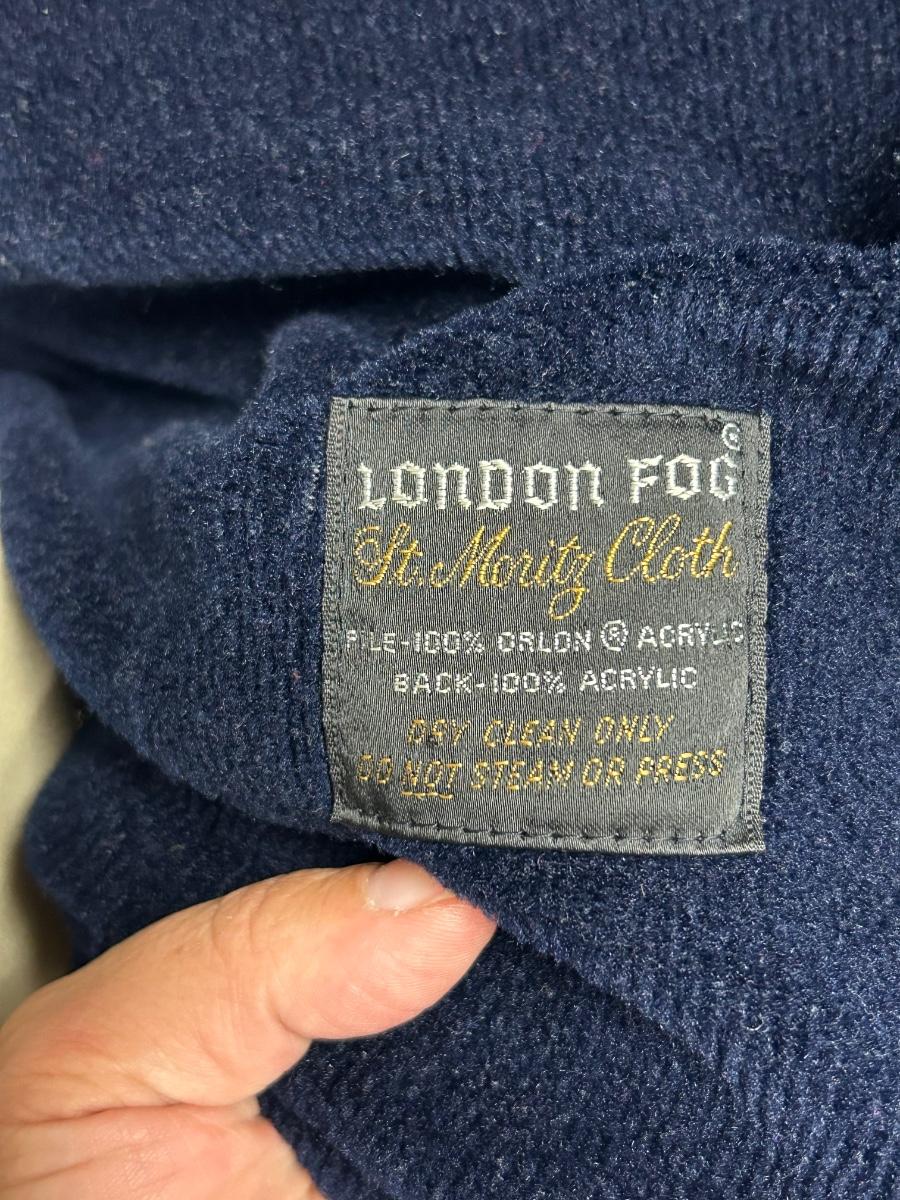 ®
LONDON FOG
St. Moritz Cloth
PILE-100% ORLON ® ACRYLIC
BACK-100% ACRYLIC
DRY CLEAN ONLY
DO NOT STEAM OR PRESS